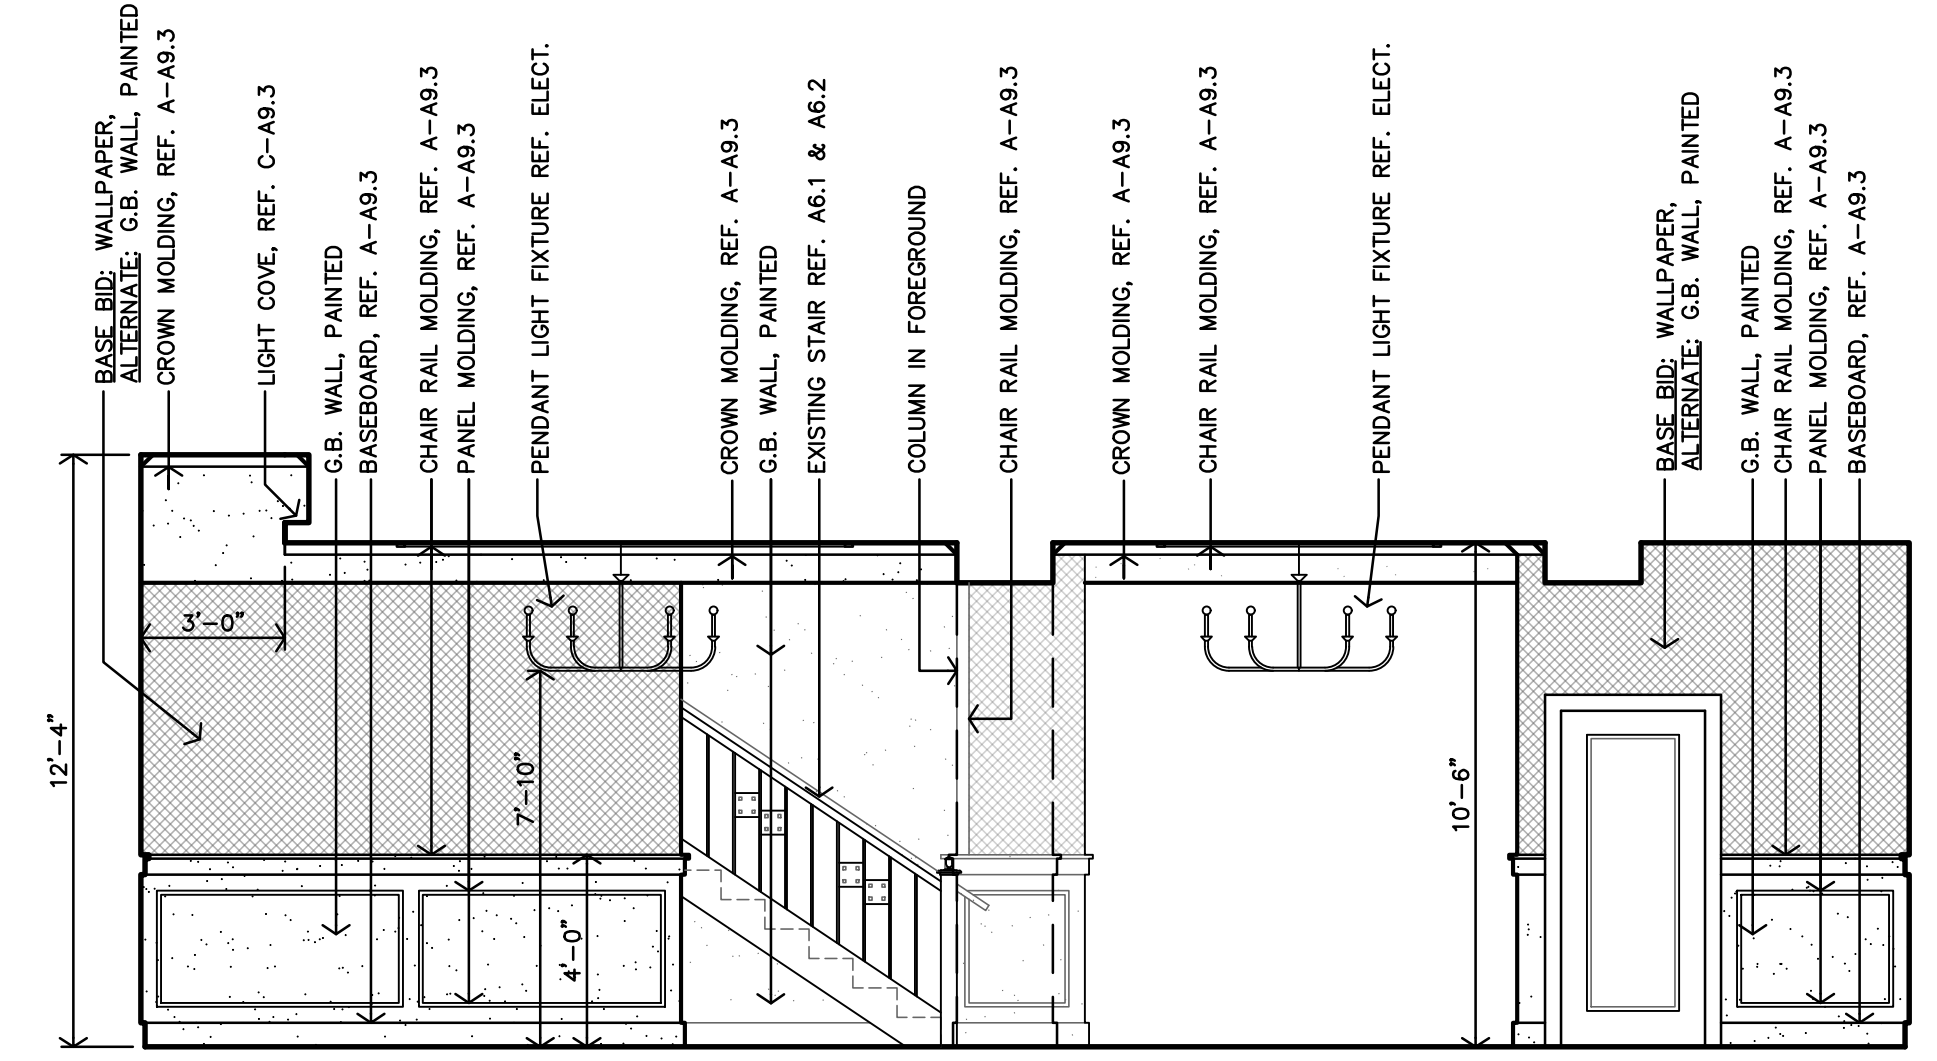 BASE BID: WALLPAPER,
ALTERNATE: G.B. WALL, PAINTED
CROWN MOLDING, REF. A-A9.3
LIGHT COVE, REF. C-A9.3
G.B. WALL, PAINTED
BASEBOARD, REF. A-A9.3
CHAIR RAIL MOLDING, REF. A-A9.3
PANEL MOLDING, REF. A-A9.3
PENDANT LIGHT FIXTURE REF. ELECT.
CROWN MOLDING, REF. A-A9.3
G.B. WALL, PAINTED
EXISTING STAIR REF. A6.1 & A6.2
COLUMN IN FOREGROUND
CHAIR RAIL MOLDING, REF. A-A9.3
CROWN MOLDING, REF. A-A9.3
CHAIR RAIL MOLDING, REF. A-A9.3
PENDANT LIGHT FIXTURE REF. ELECT.
BASE BID: WALLPAPER,
ALTERNATE: G.B. WALL, PAINTED
G.B. WALL, PAINTED
CHAIR RAIL MOLDING, REF. A-A9.3
PANEL MOLDING, REF. A-A9.3
BASEBOARD, REF. A-A9.3
12'-4"
3'-0"
7'-10"
4'-0"
10'-6"